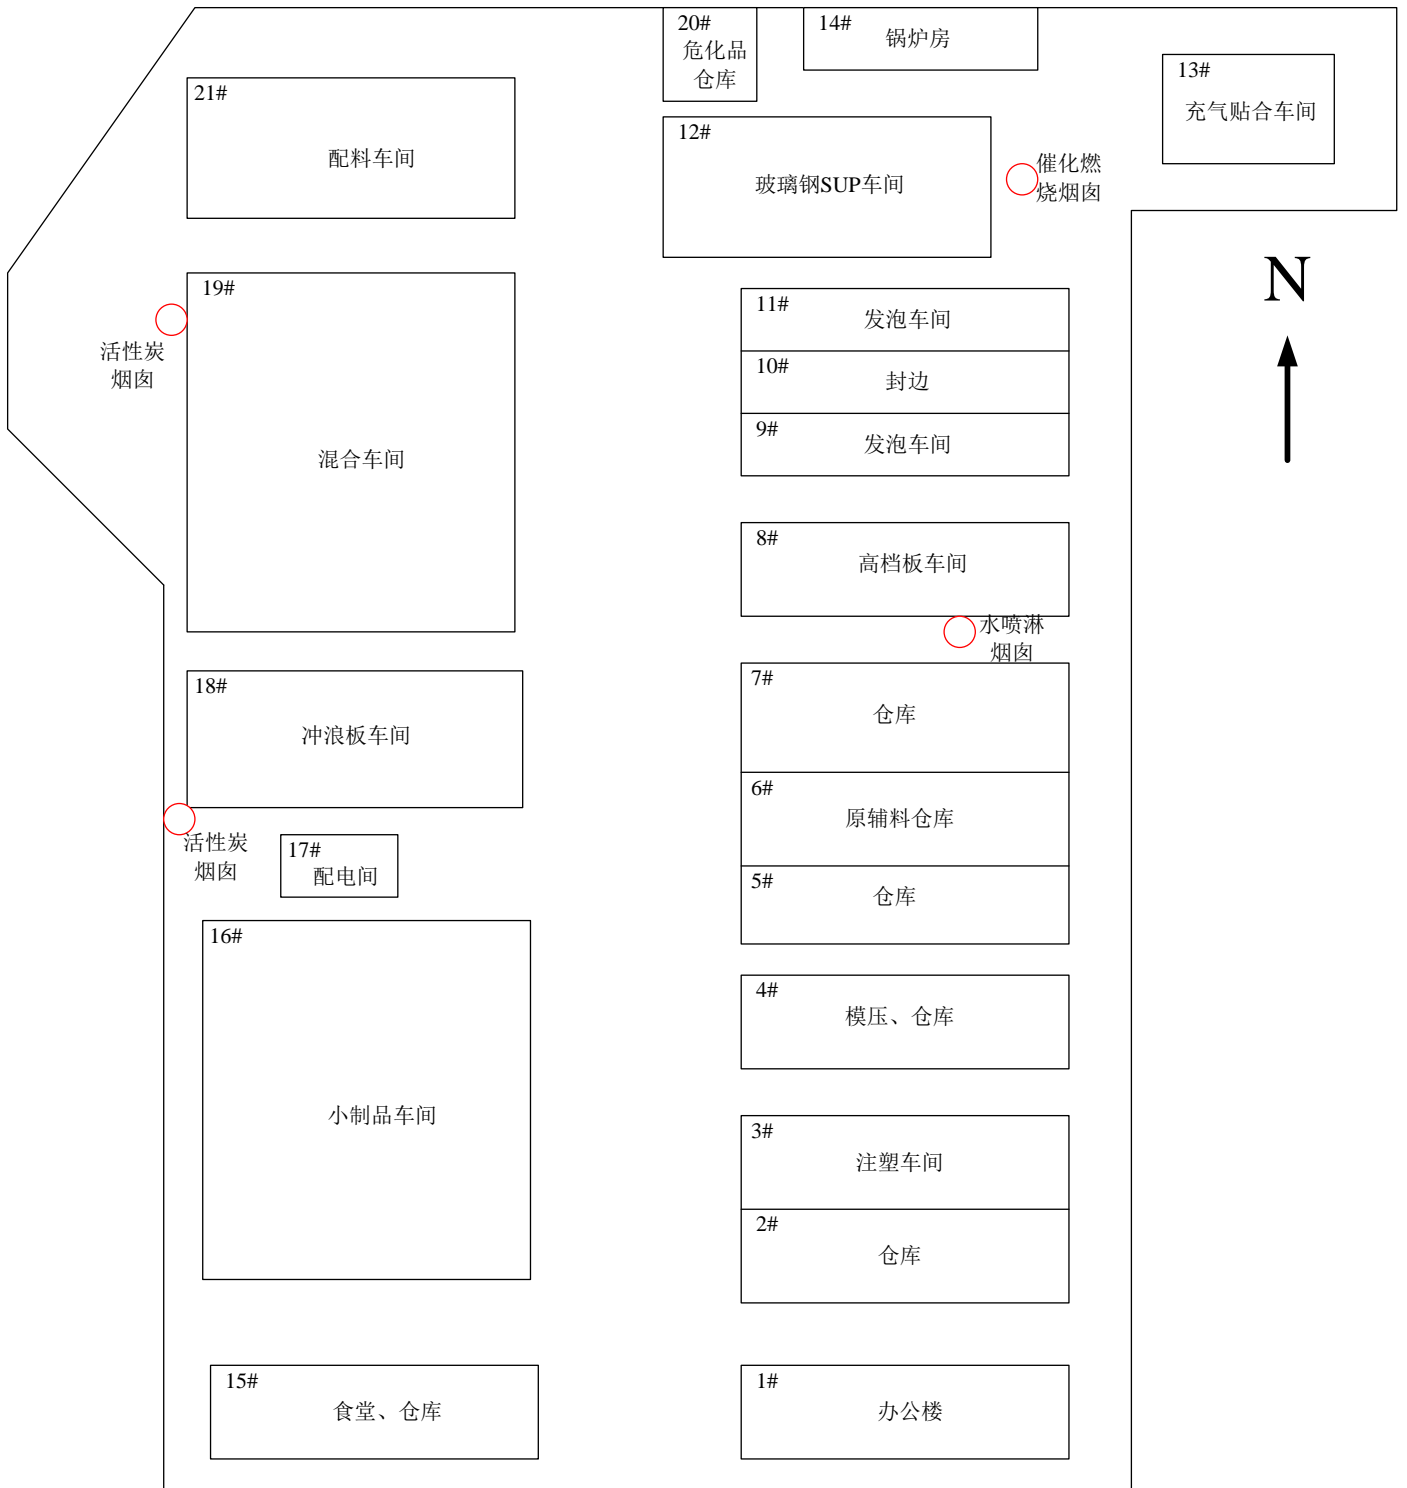 20#
危化品
仓库
14#
锅炉房
13#
充气贴合车间
21#
配料车间
12#
玻璃钢SUP车间
催化燃
烧烟囱
N
19#
混合车间
活性炭
烟囱
11#
发泡车间
10#
封边
9#
发泡车间
8#
高档板车间
水喷淋
烟囱
18#
冲浪板车间
7#
仓库
6#
原辅料仓库
活性炭
烟囱
17#
配电间
5#
仓库
16#
小制品车间
4#
模压、仓库
3#
注塑车间
2#
仓库
15#
食堂、仓库
1#
办公楼